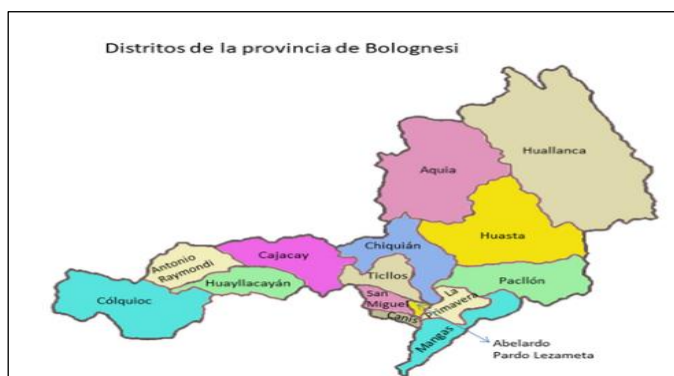 Distritos de la provincia de Bolognesi
Huallanca
Aquia
Huasta
Chiquián
Cajacay
Antonio
Raymondi
Ticllos
Huayllacayán
Pacllón
Cólquioc
La
Primavera
San
Miguel
Canis
Mangas
Abelardo
Pardo Lezameta